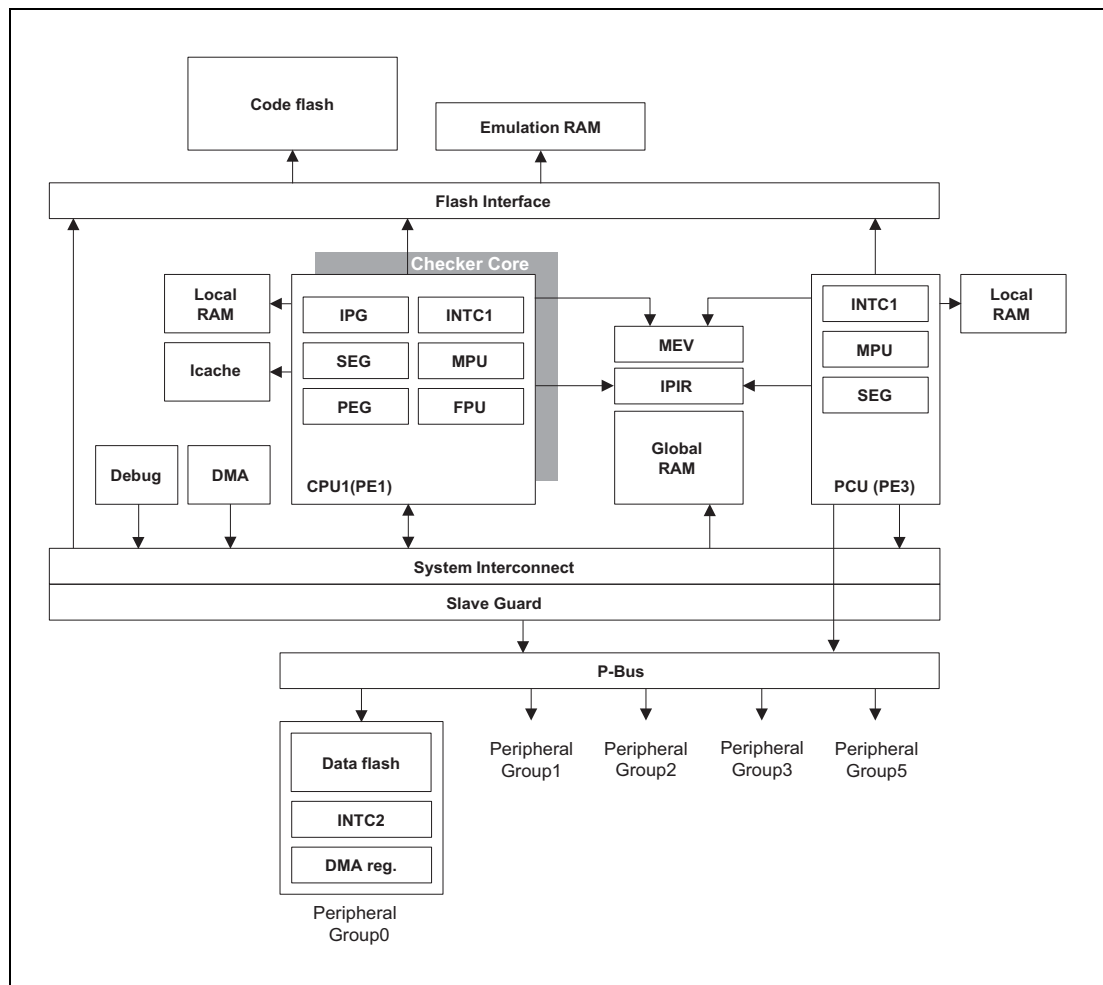 Code flash
Emulation RAM
Flash Interface
Checker Core
Local
RAM
Icache
IPG
INTC1
SEG
MPU
PEG
FPU
CPU1(PE1)
MEV
IPIR
Global
RAM
INTC1
MPU
SEG
PCU (PE3)
Local
RAM
Debug
DMA
System Interconnect
Slave Guard
P-Bus
Data flash
INTC2
DMA reg.
Peripheral
Group0
Peripheral
Group1
Peripheral
Group2
Peripheral
Group3
Peripheral
Group5